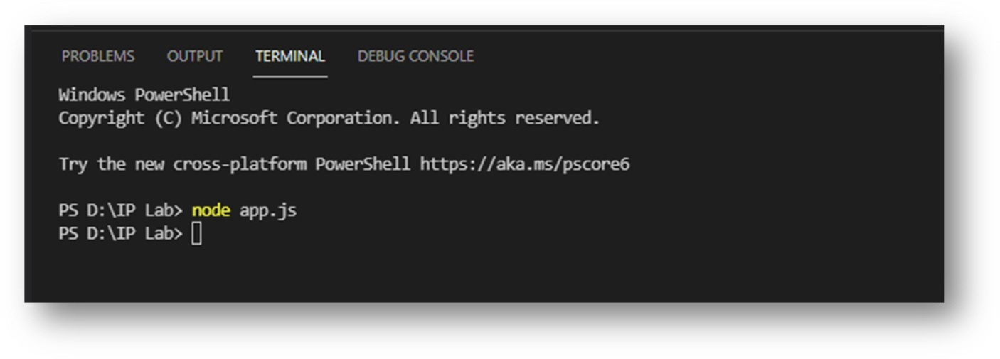 PROBLEMS OUTPUT TERMINAL DEBUG CONSOLE
Windows PowerShell
Copyright (C) Microsoft Corporation. All rights reserved.
Try the new cross-platform PowerShell https://aka.ms/pscore6
PS D:\IP Lab> node app.js
PS D:\IP Lab>